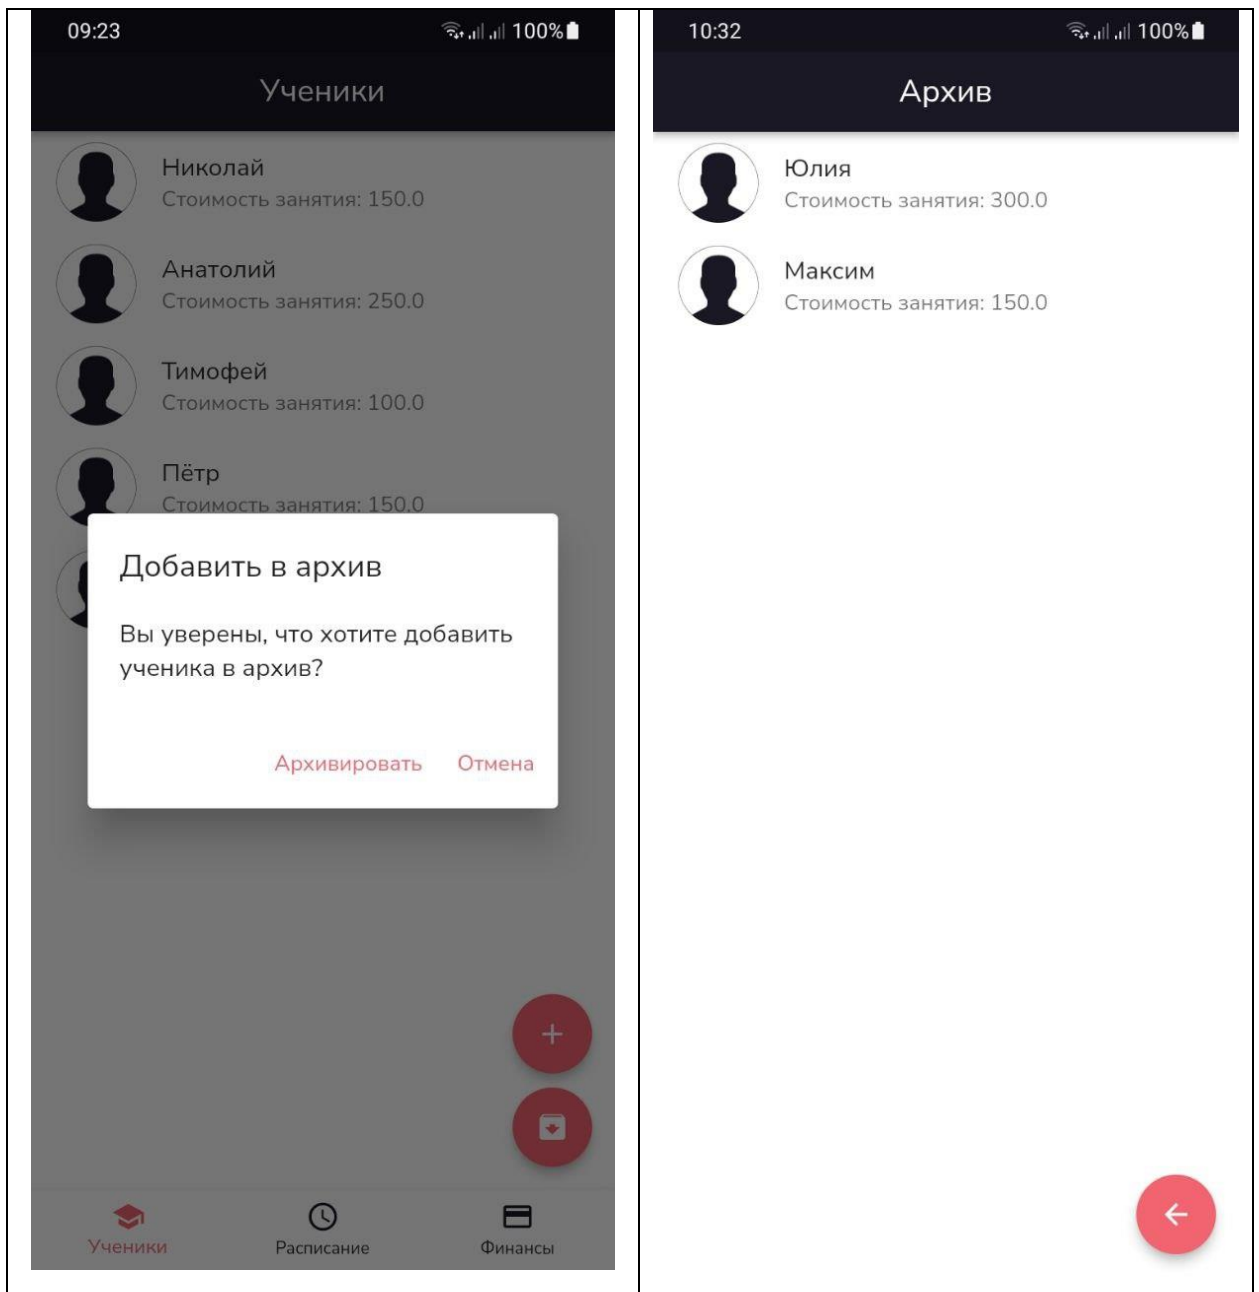 09:23
100%
Ученики
Николай
Стоимость занятия: 150.0
Анатолий
Стоимость занятия: 250.0
Тимофей
Стоимость занятия: 100.0
Пётр
Стоимость занятия: 150.0
Добавить в архив
Вы уверены, что хотите добавить
ученика в архив?
Архивировать Отмена
Ученики Расписание Финансы
10:32
100%
Архив
Юлия
Стоимость занятия: 300.0
Максим
Стоимость занятия: 150.0